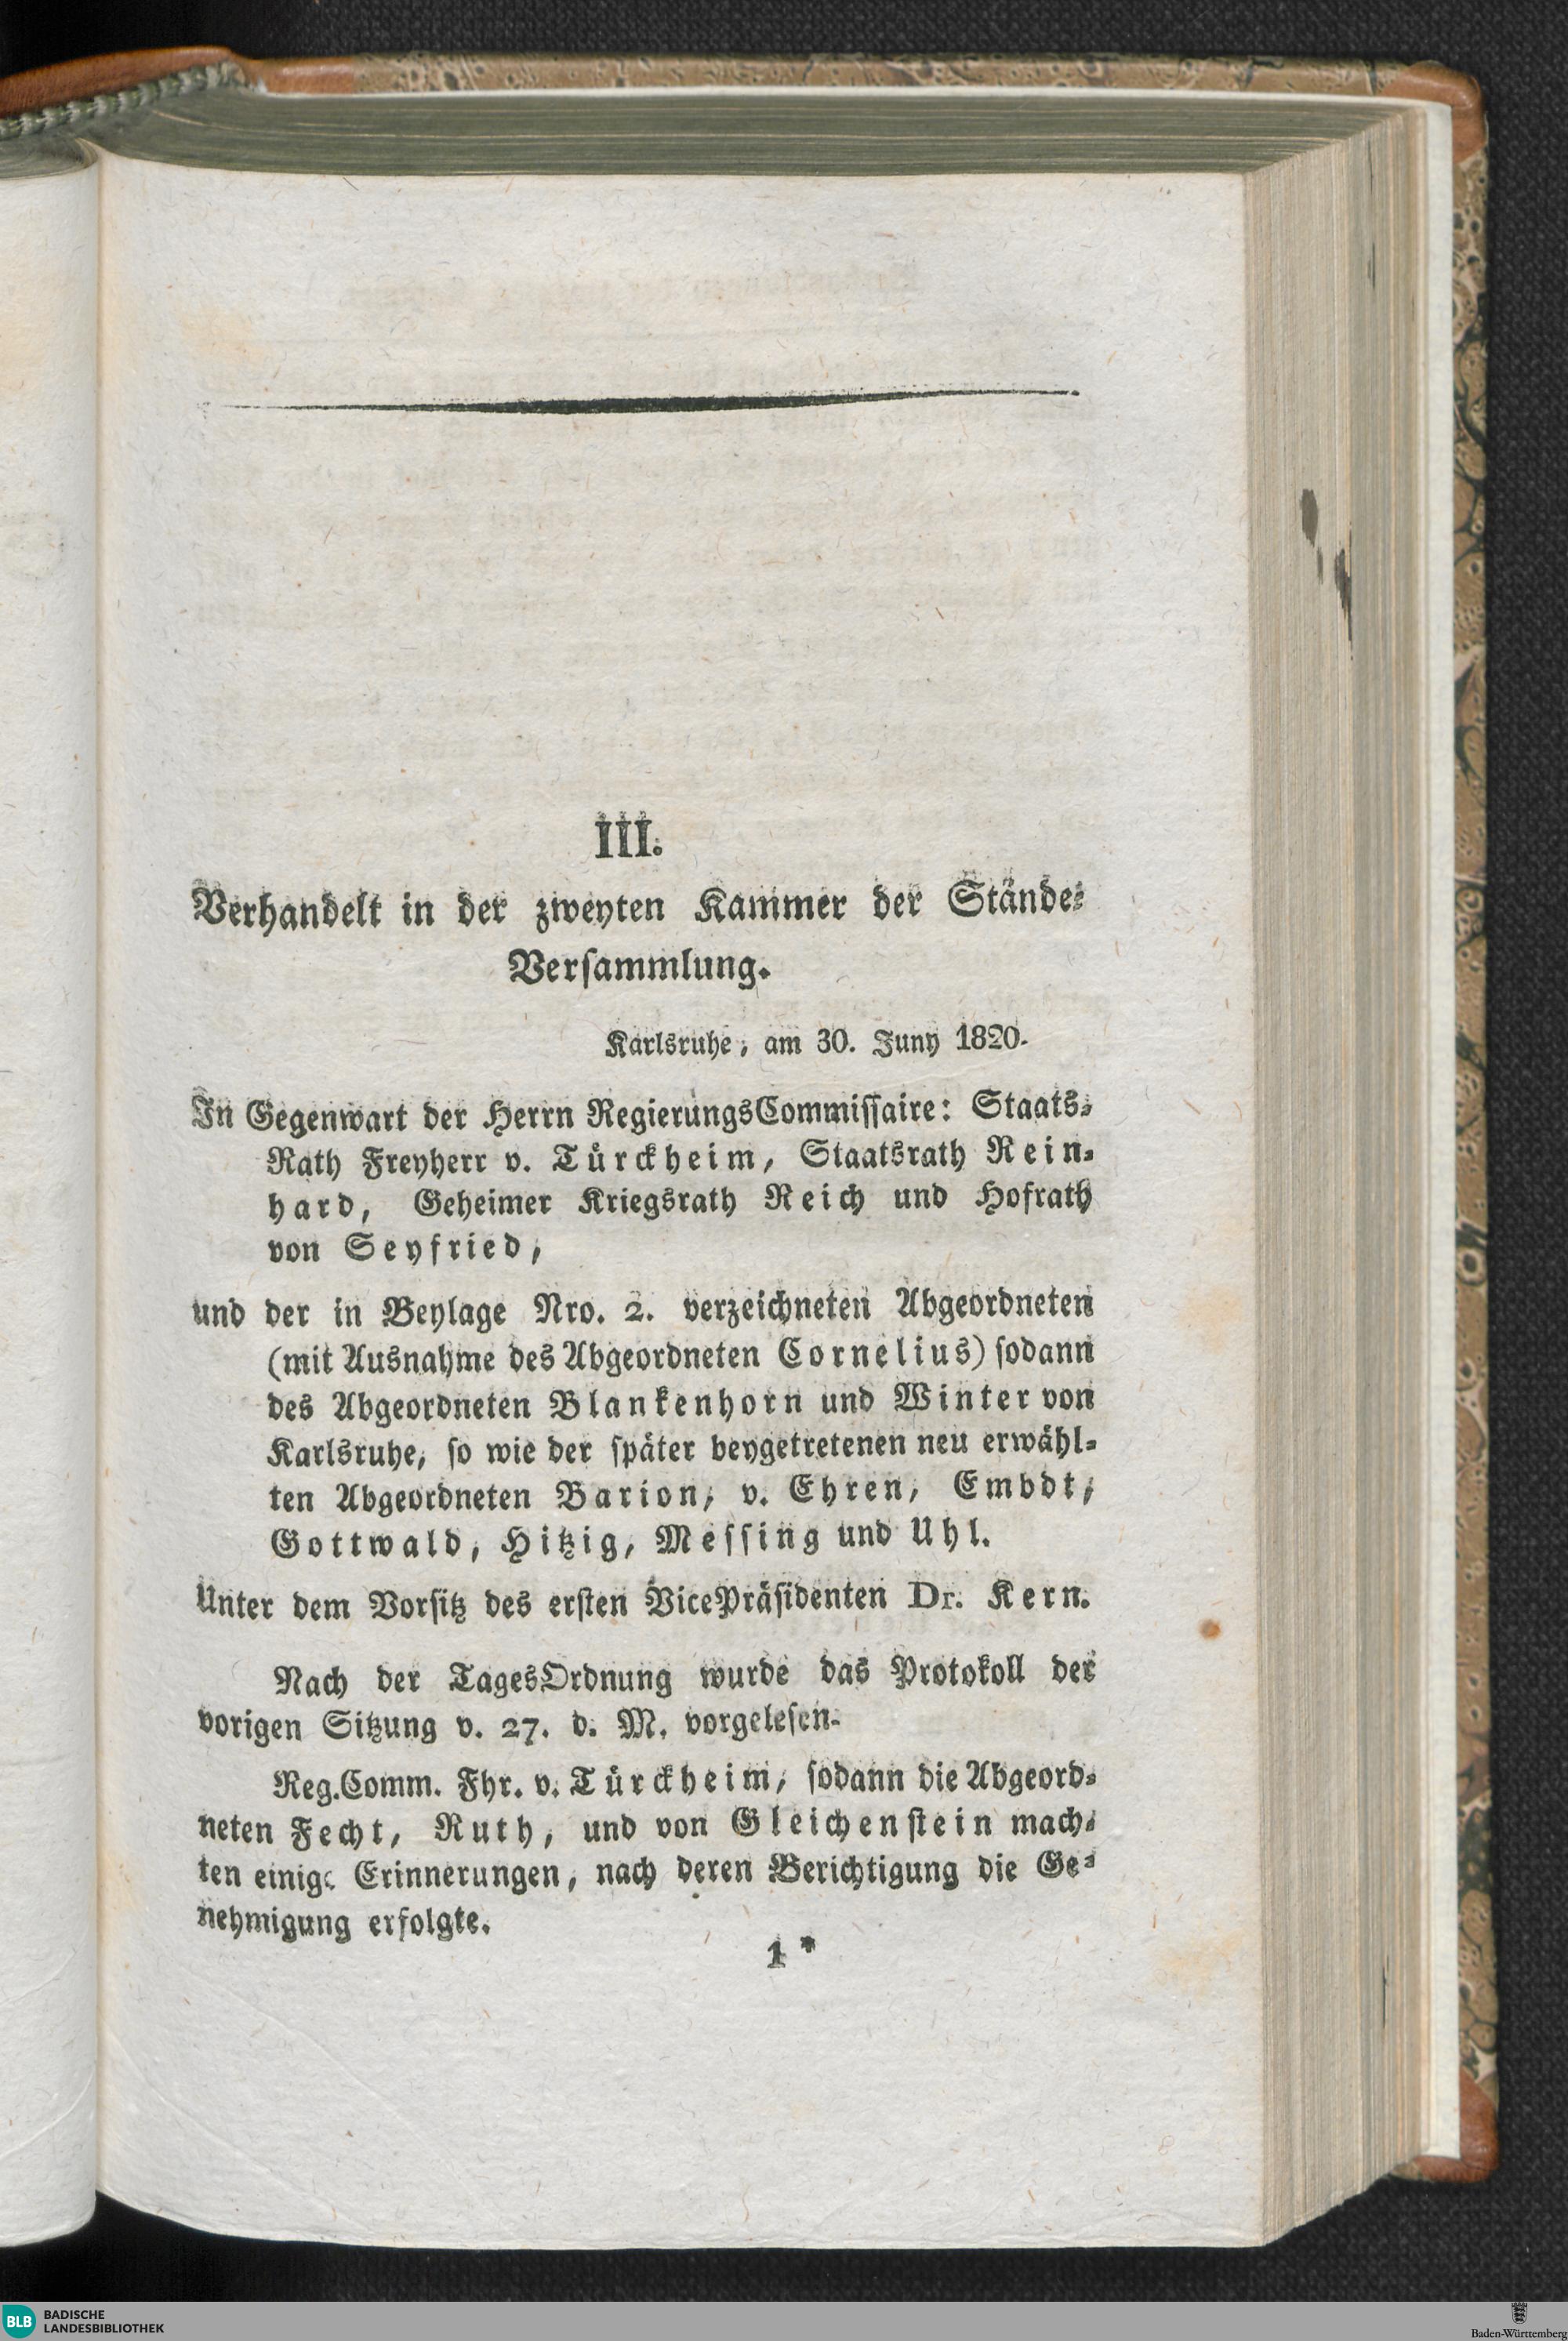 III.
Verhandelt in der zweyten Kammer der Stände-
Versammlung.
Karlsruhe, am 30. Juny 1820.
In Gegenwart der Herrn RegierungsCommissaire: Staats-
Rath Freyherr v. Türckheim, Staatsrath Rein-
hard, Geheimer Kriegsrath Reich und Hofrath
von Seyfried,
und der in Beylage Nro. 2. verzeichneten Abgeordneten
(mit Ausnahme des Abgeordneten Cornelius) sodann
des Abgeordneten Blankenhorn und Winter von
Karlsruhe, so wie der später beygetretenen neu erwähl-
ten Abgeordneten Barion, v. Ehren, Embdt,
Gottwald, Hitzig, Messing und Uhl.
Unter dem Vorsitz des ersten VicePräsidenten Dr. Kern.
Nach der TagesOrdnung wurde das Protokoll der
vorigen Sitzung v. 27. d. M. vorgelesen.
Reg.Comm. Fhr. v. Türckheim, sodann die Abgeord-
neten Fecht, Ruth, und von Gleichenstein mach-
ten einige Erinnerungen, nach deren Berichtigung die Ge-
nehmigung erfolgte.
1 *
BLB BADISCHE
LANDESBIBLIOTHEK
Baden-Württemberg